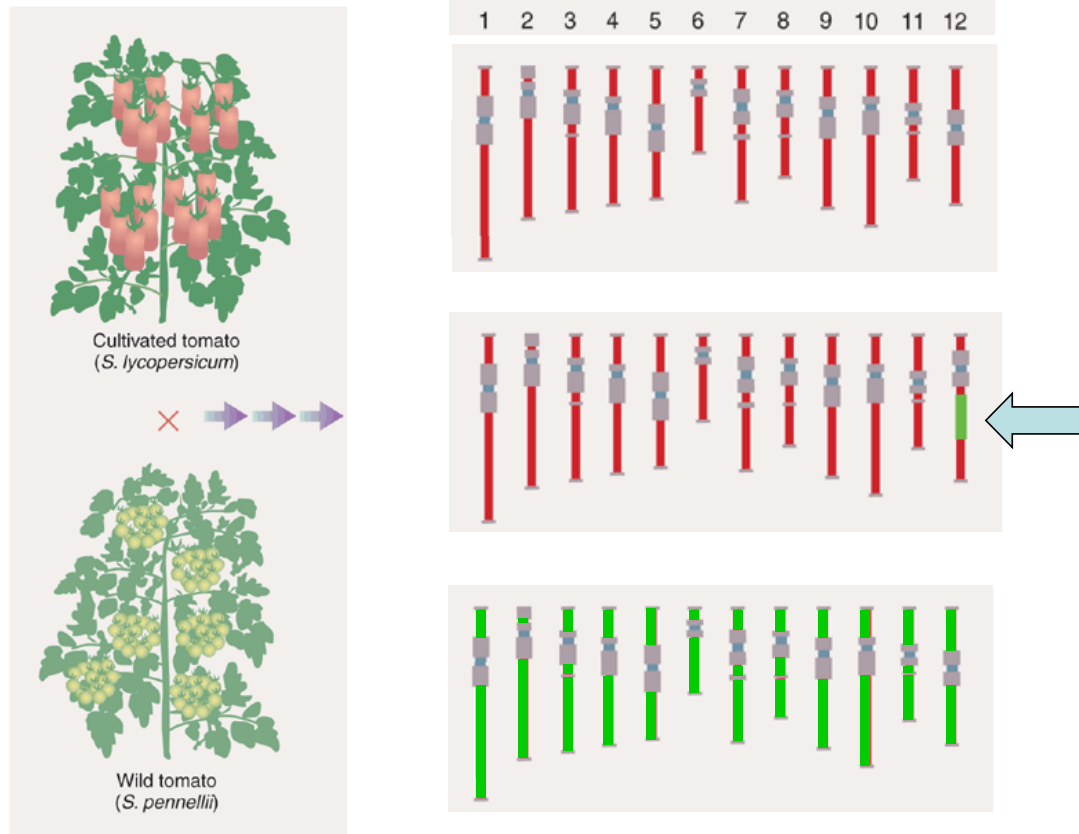 1 2 3 4 5 6 7 8 9 10 11 12
Cultivated tomato
(S. lycopersicum)
Wild tomato
(S. pennellii)